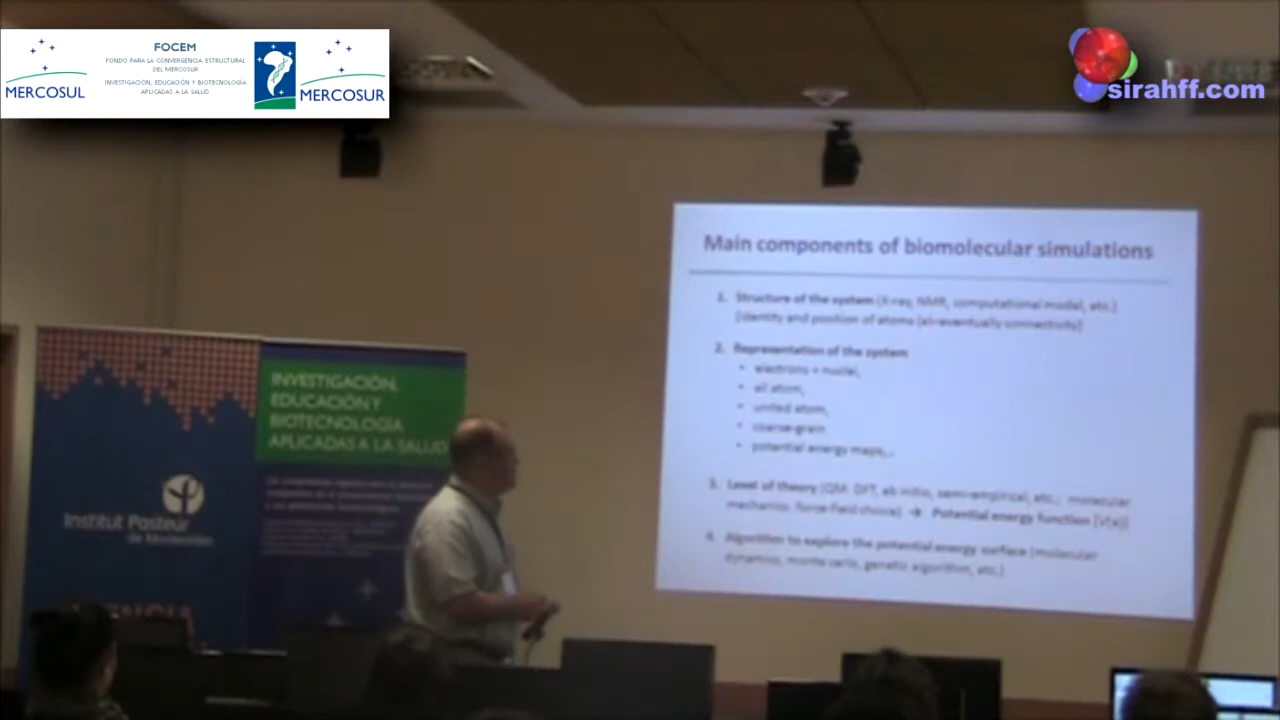 FOCEM
FONDO PARA LA CONVERGENCIA ESTRUCTURAL
DEL MERCOSUR
INVESTIGACIÓN, EDUCACIÓN Y BIOTECNOLOGÍA
APLICADAS A LA SALUD
MERCOSUL
MERCOSUR
sirahff.com
Main components of biomolecular simulations
1. Structure of the system (X-ray, NMR, computational model, etc.)
[identity and position of atoms (x)-eventually connectivity]
2. Representation of the system
• electrons + nuclei,
• all atom,
• united atom,
• coarse-grain
• potential energy maps,..
3. Level of theory (QM: DFT, ab initio, semi-empirical, etc.; molecular
mechanics: force-field choice) → Potential energy function [V(x)]
4. Algorithm to explore the potential energy surface (molecular
dynamics, monte carlo, genetic algorithm, etc.)
INVESTIGACIÓN,
EDUCACIÓN Y
BIOTECNOLOGÍA
APLICADAS A LA SALUD
Institut Pasteur
de Montevideo